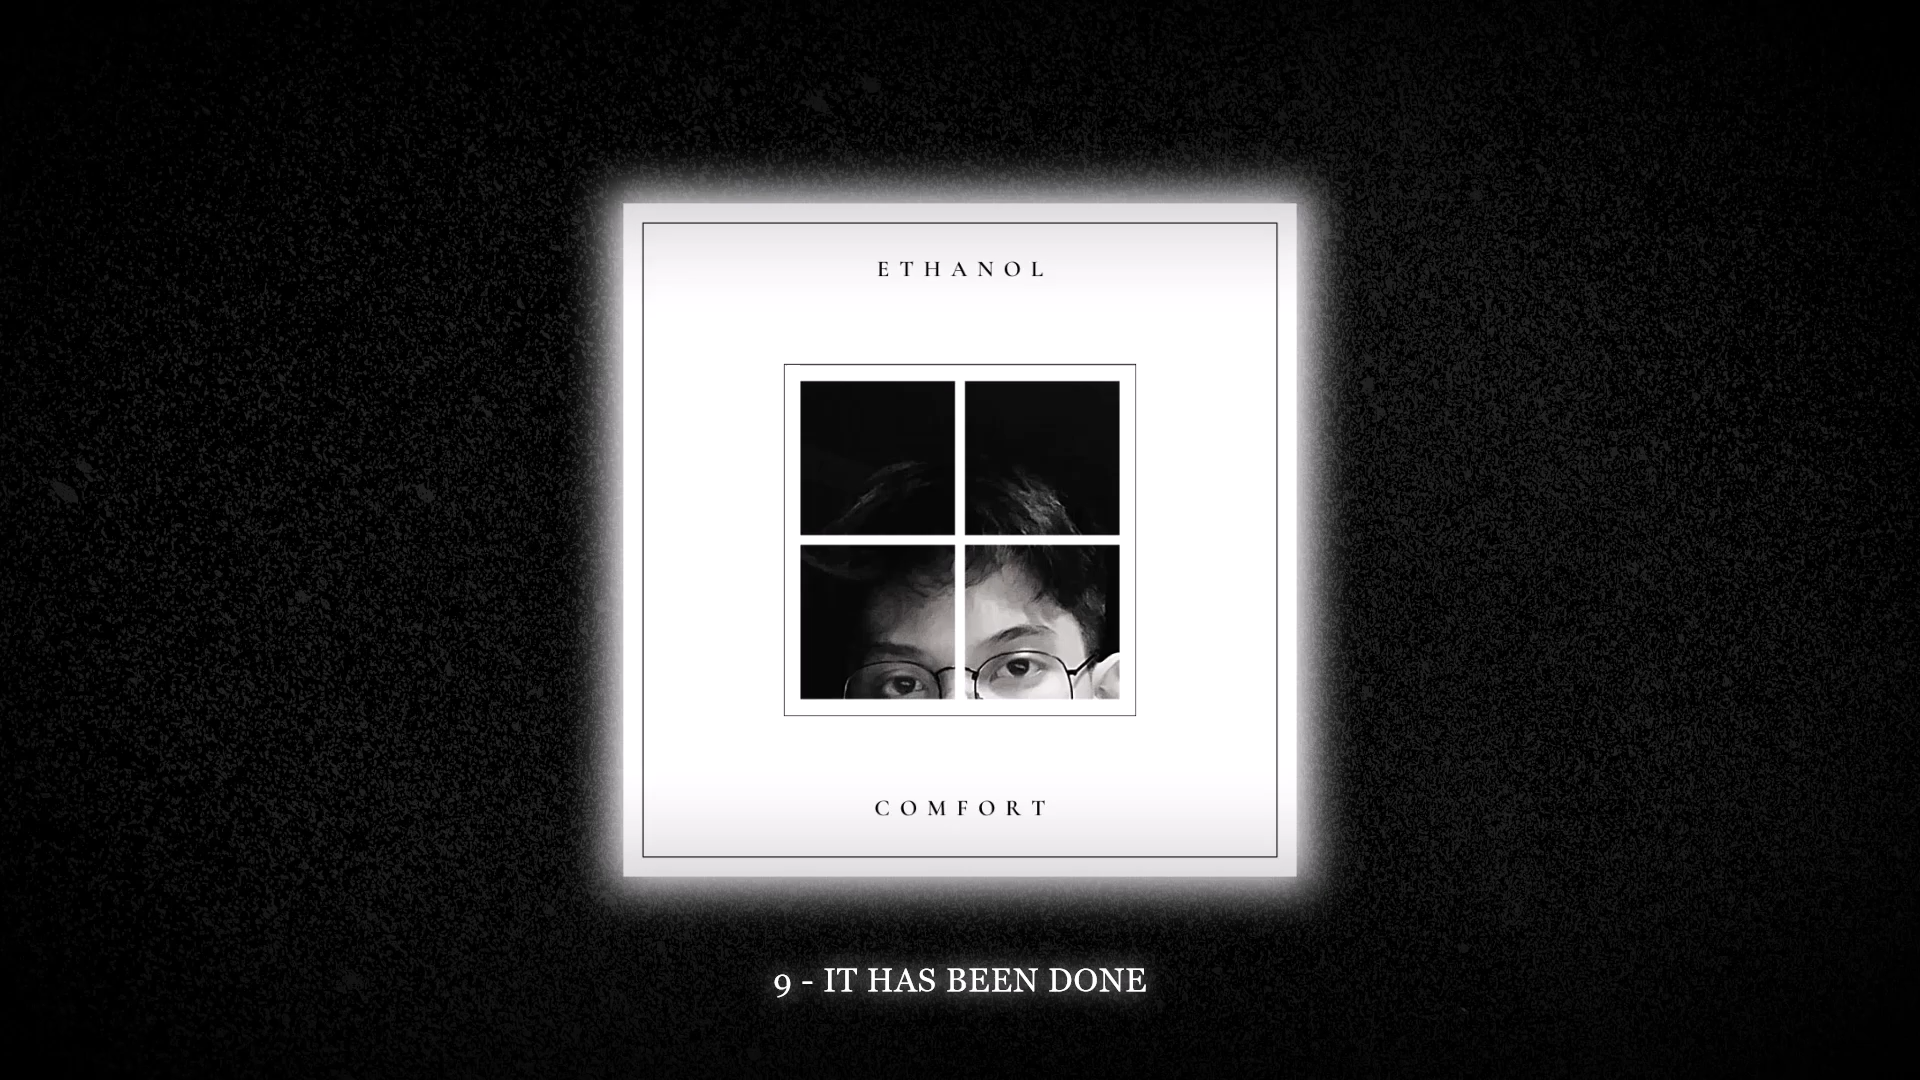 ETHANOL
COMFORT
9 - IT HAS BEEN DONE